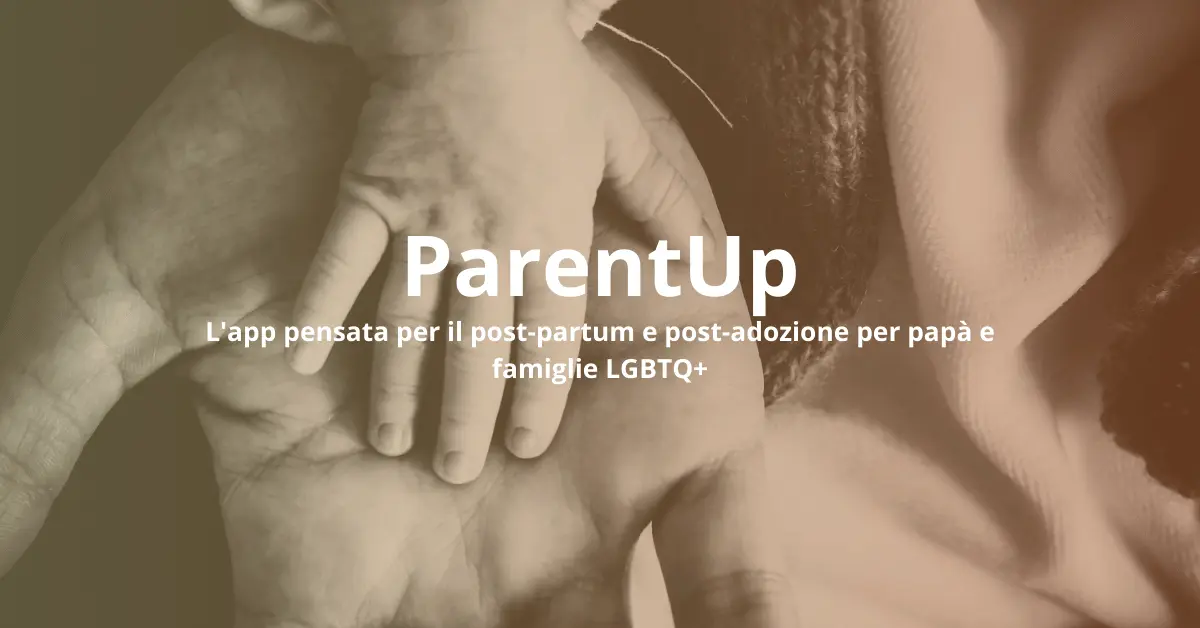 ParentUp
L'app pensata per il post-partum e post-adozione per papà e
famiglie LGBTQ+